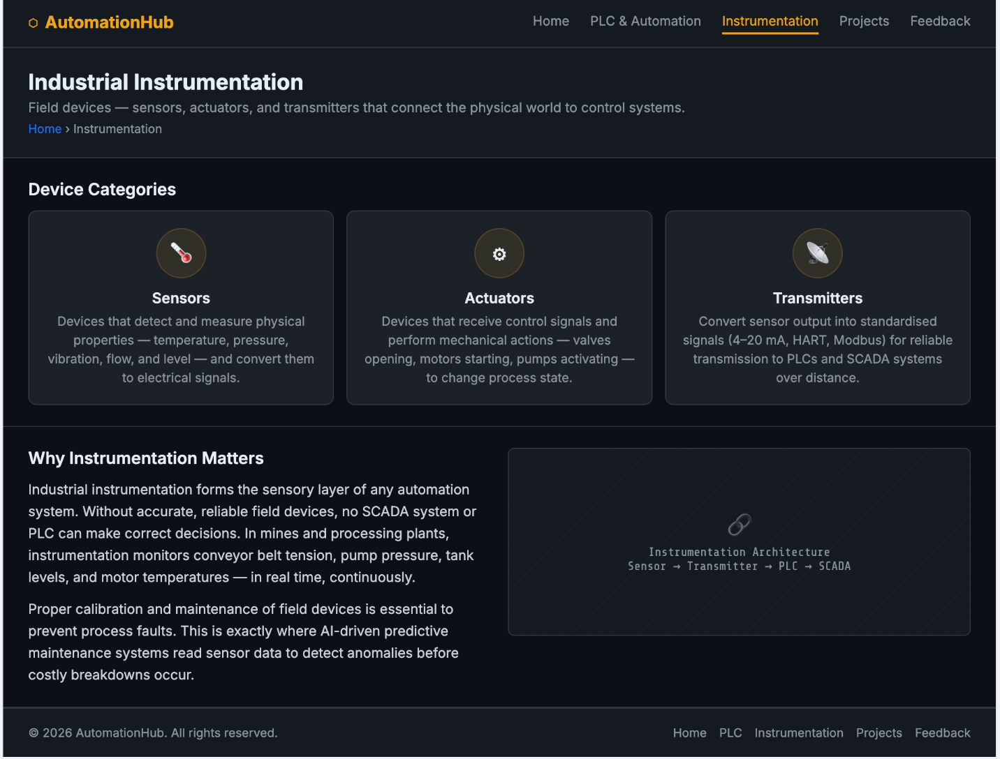 AutomationHub
Home
PLC & Automation
Instrumentation
Projects
Feedback
Industrial Instrumentation
Field devices — sensors, actuators, and transmitters that connect the physical world to control systems.
Home › Instrumentation
Device Categories
Sensors
Devices that detect and measure physical
properties — temperature, pressure,
vibration, flow, and level — and convert them
to electrical signals.
Actuators
Devices that receive control signals and
perform mechanical actions — valves
opening, motors starting, pumps activating —
to change process state.
Transmitters
Convert sensor output into standardised
signals (4–20 mA, HART, Modbus) for reliable
transmission to PLCs and SCADA systems
over distance.
Why Instrumentation Matters
Industrial instrumentation forms the sensory layer of any automation
system. Without accurate, reliable field devices, no SCADA system or
PLC can make correct decisions. In mines and processing plants,
instrumentation monitors conveyor belt tension, pump pressure, tank
levels, and motor temperatures — in real time, continuously.
Proper calibration and maintenance of field devices is essential to
prevent process faults. This is exactly where AI-driven predictive
maintenance systems read sensor data to detect anomalies before
costly breakdowns occur.
Instrumentation Architecture
Sensor → Transmitter → PLC → SCADA
© 2026 AutomationHub. All rights reserved.
Home
PLC
Instrumentation
Projects
Feedback